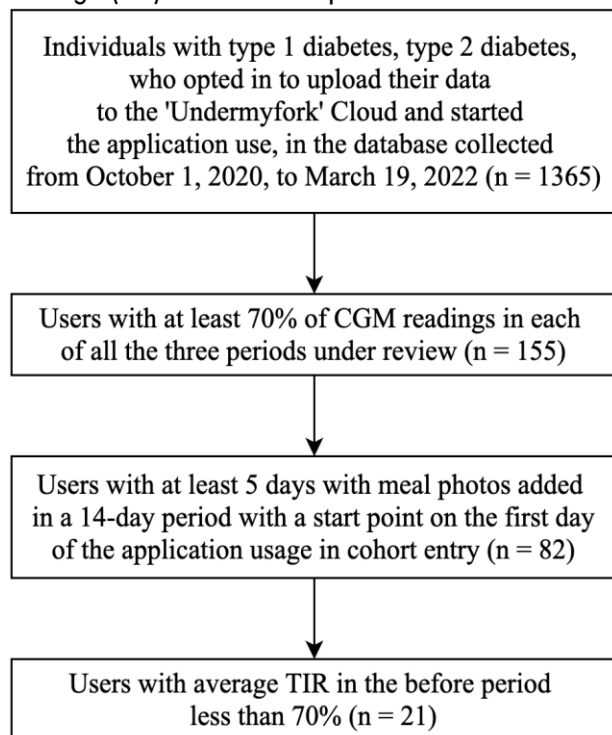 Individuals with type 1 diabetes, type 2 diabetes,
who opted in to upload their data
to the 'Undermyfork' Cloud and started
the application use, in the database collected
from October 1, 2020, to March 19, 2022 (n = 1365)
Users with at least 70% of CGM readings in each
of all the three periods under review (n = 155)
Users with at least 5 days with meal photos added
in a 14-day period with a start point on the first day
of the application usage in cohort entry (n = 82)
Users with average TIR in the before period
less than 70% (n = 21)